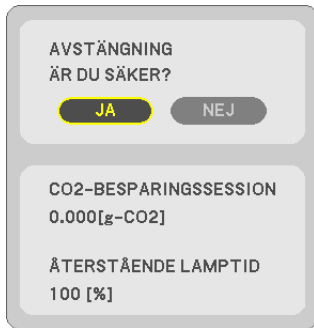 AVSTÄNGNING
ÄR DU SÄKER?
JA NEJ
CO2-BESPARINGSSESSION
0.000[g-CO2]
ÅTERSTÅENDE LAMPTID
100 [%]